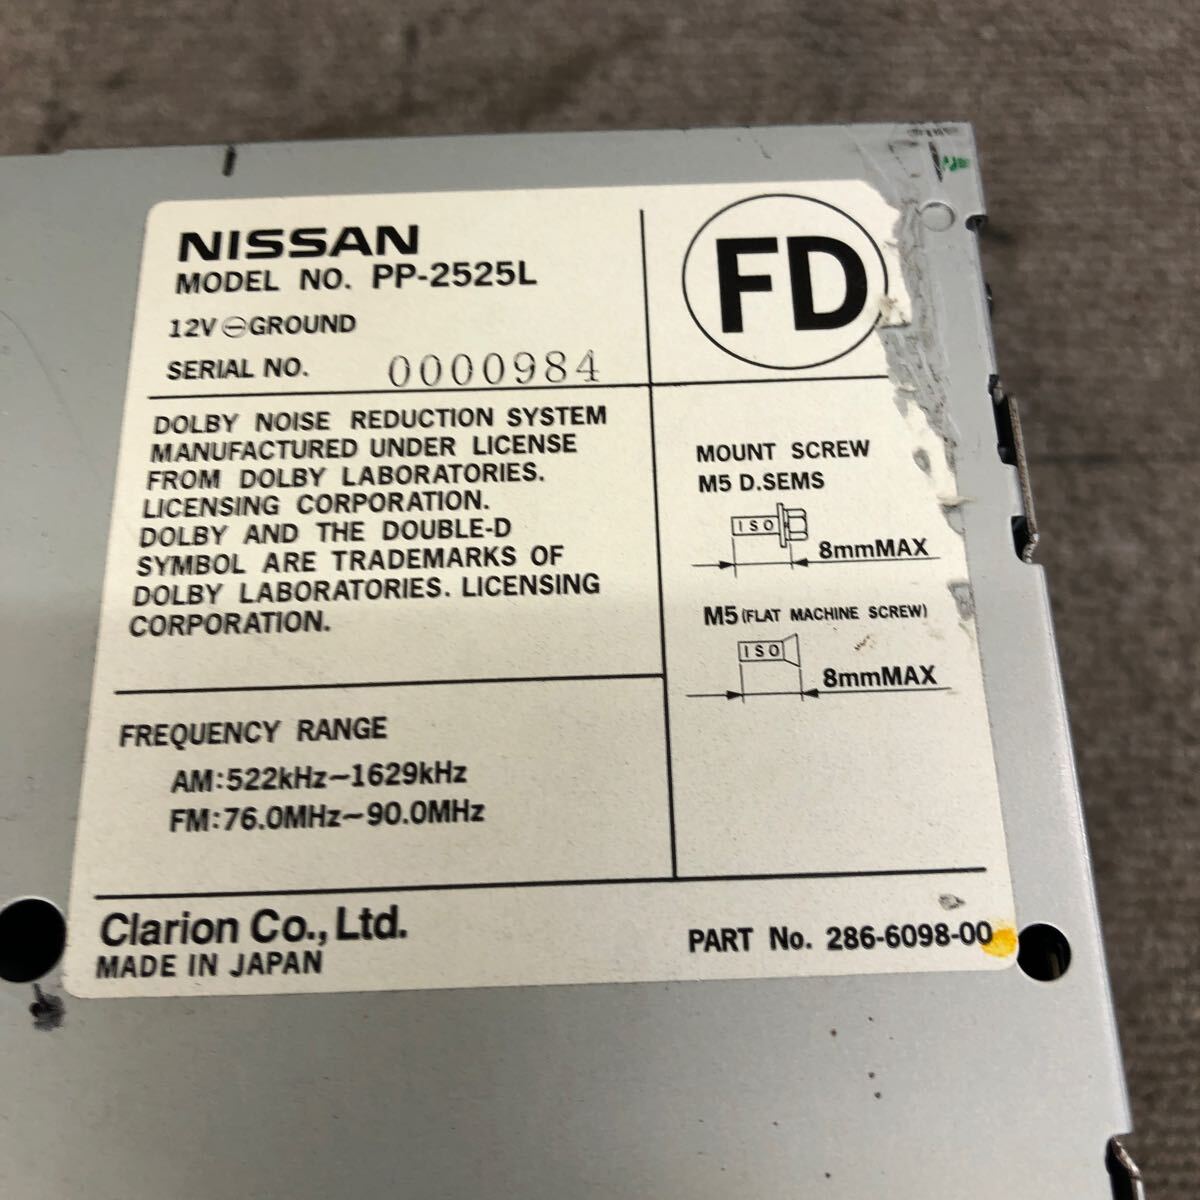 NISSAN
MODEL NO. PP-2525L
12V ⊖ GROUND
SERIAL NO. 0000984
FD
DOLBY NOISE REDUCTION SYSTEM
MANUFACTURED UNDER LICENSE
FROM DOLBY LABORATORIES.
LICENSING CORPORATION.
DOLBY AND THE DOUBLE-D
SYMBOL ARE TRADEMARKS OF
DOLBY LABORATORIES. LICENSING
CORPORATION.
MOUNT SCREW
M5 D.SEMS
ISO
8mmMAX
M5 (FLAT MACHINE SCREW)
ISO
8mmMAX
FREQUENCY RANGE
AM:522kHz~1629kHz
FM:76.0MHz~90.0MHz
Clarion Co., Ltd.
MADE IN JAPAN
PART No. 286-6098-00